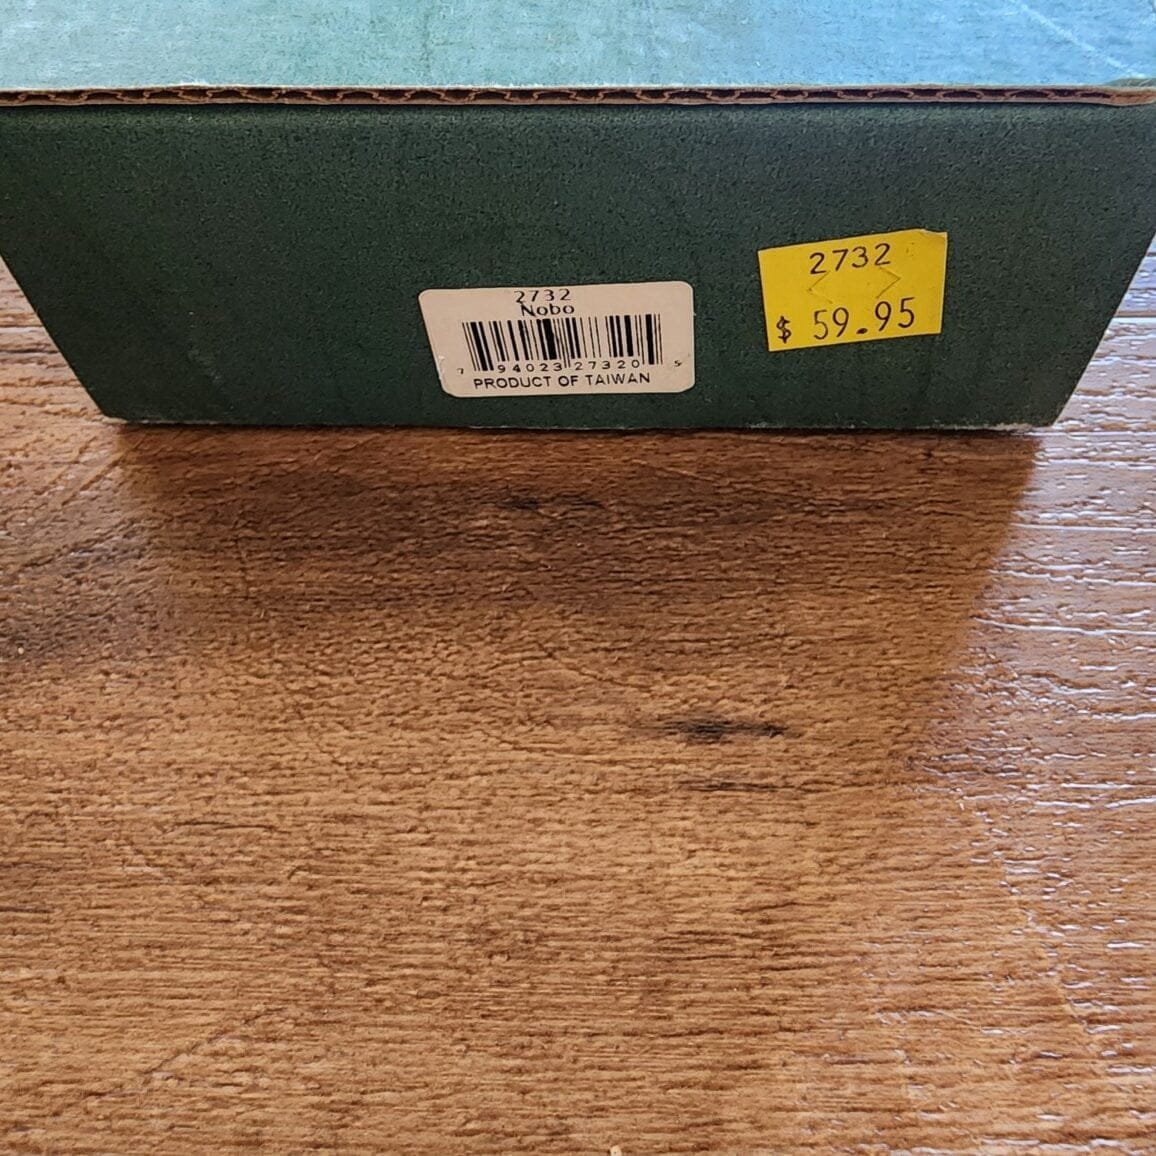 2732
Nobo
7 94023 27320 5
PRODUCT OF TAIWAN
2732
$ 59.95